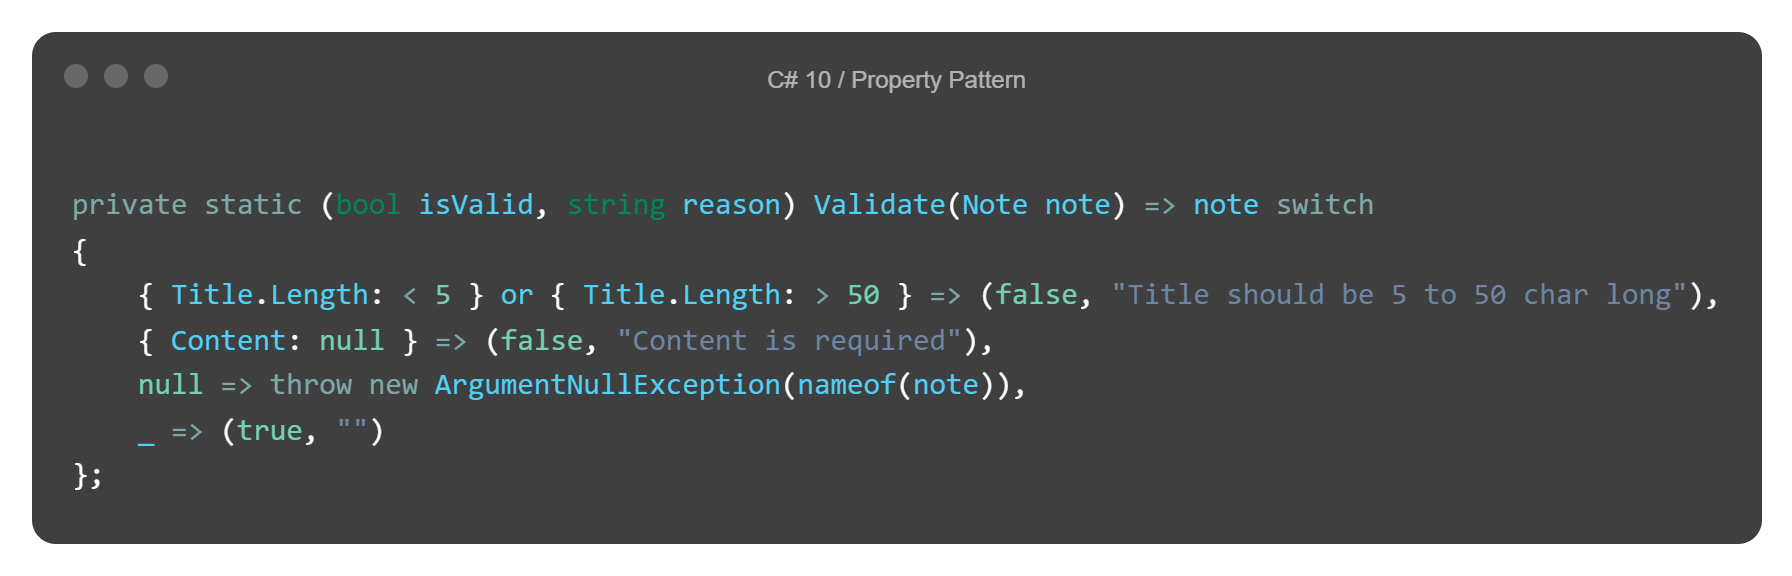 C# 10 / Property Pattern
private static (bool isValid, string reason) Validate(Note note) => note switch
{
    { Title.Length: < 5 } or { Title.Length: > 50 } => (false, "Title should be 5 to 50 char long"),
    { Content: null } => (false, "Content is required"),
    null => throw new ArgumentNullException(nameof(note)),
    _ => (true, "")
};